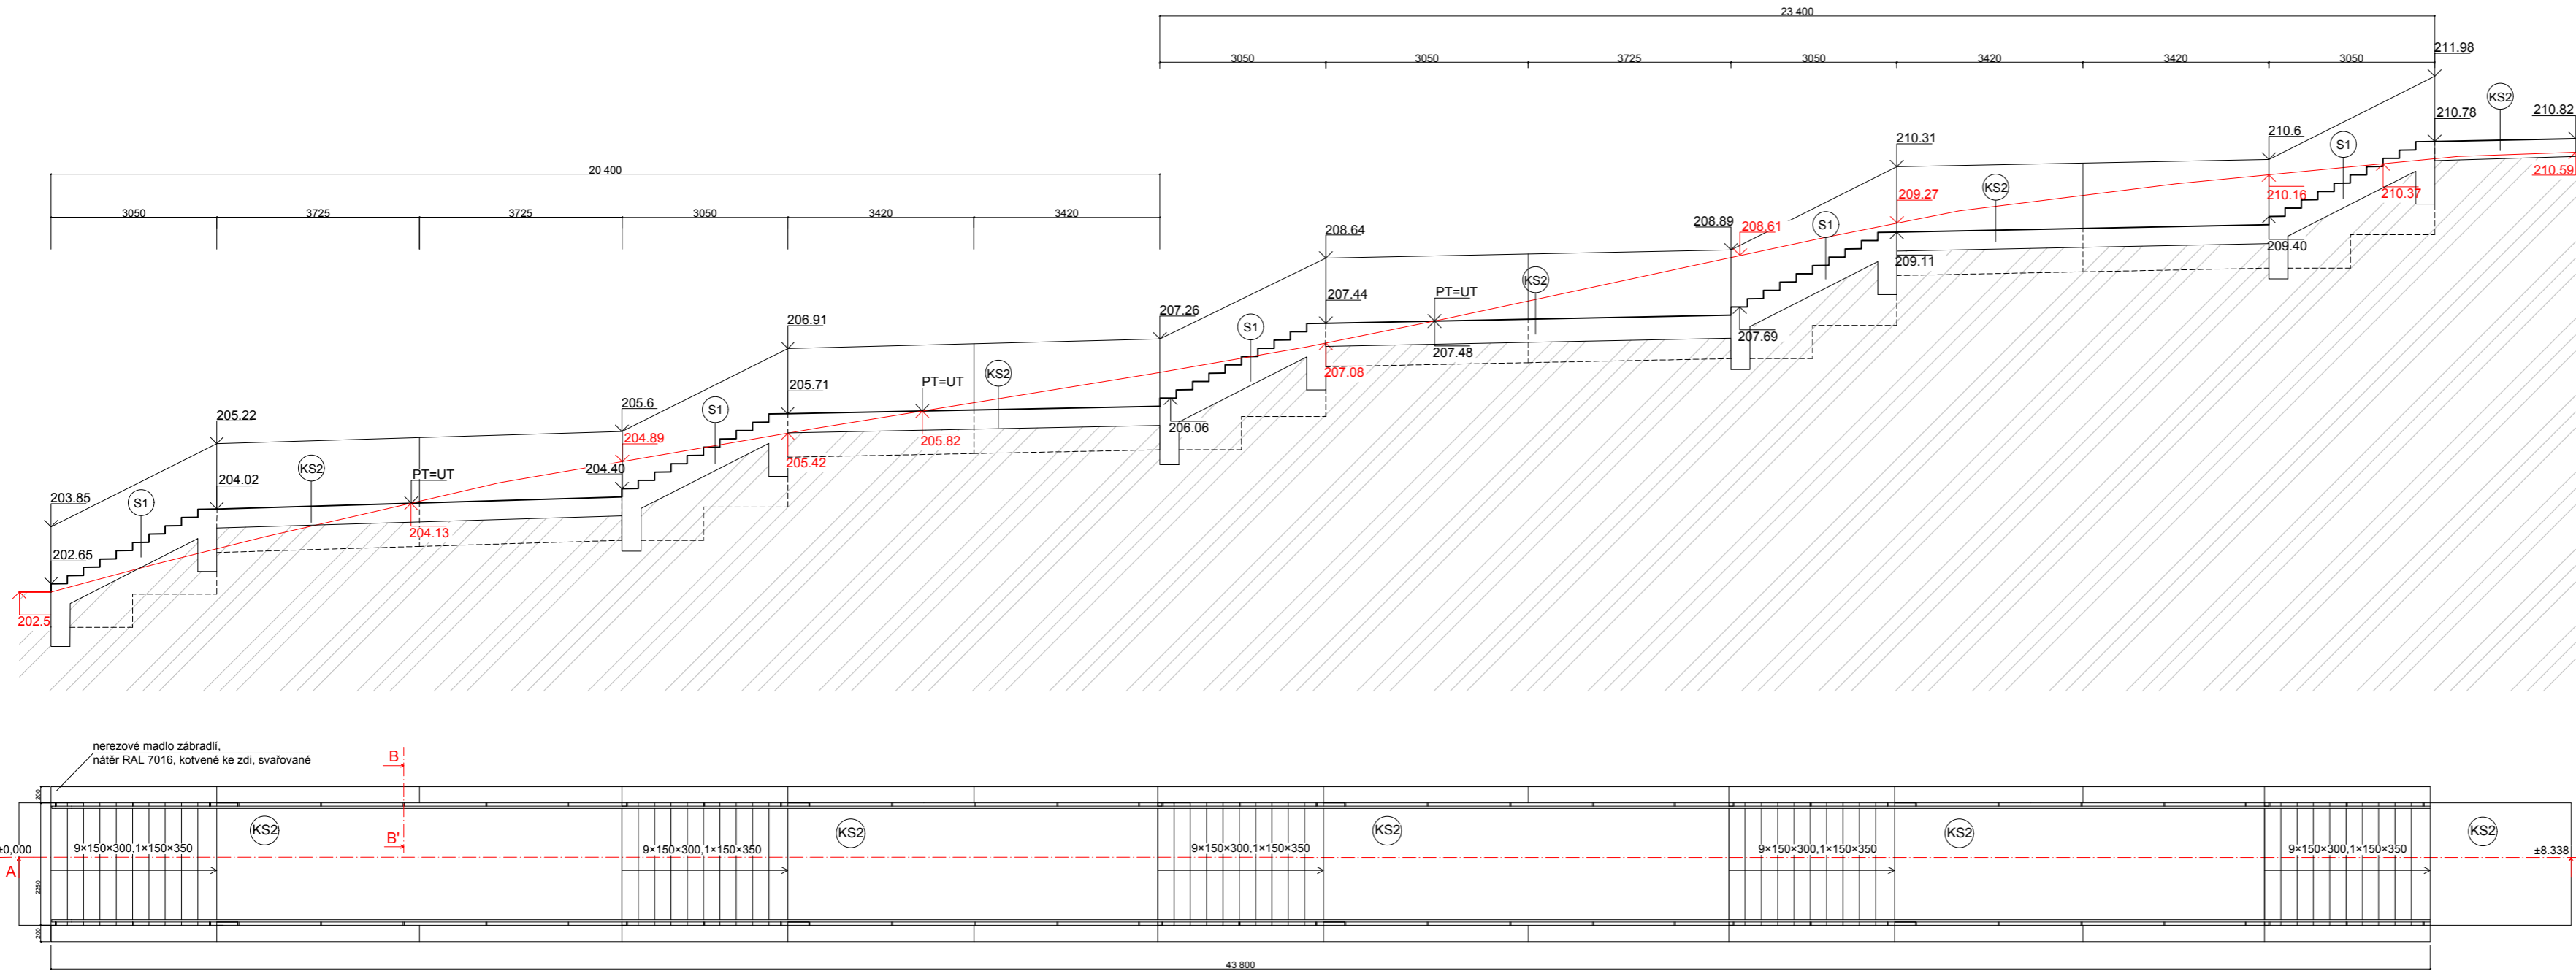 23 400
3050 3050 3725 3050 3420 3420 3050
211.98
KS2
210.78
210.82
210.6
S1
210.31
20 400
209.27
KS2
210.16
210.37
210.59
3050 3725 3725 3050 3420 3420
208.64
208.89
208.61
S1
209.40
209.11
207.26
207.44
PT=UT
KS2
206.91
S1
207.69
207.48
207.08
205.71
PT=UT
KS2
205.22
205.6
S1
206.06
204.89
205.82
205.42
204.02
KS2
PT=UT
204.40
203.85
S1
204.13
202.65
202.5
nerezové madlo zábradlí,
nátěr RAL 7016, kotvené ke zdi, svařované
B
200
KS2 KS2 KS2 KS2 KS2
B'
±0,000
9×150×300,1×150×350 9×150×300,1×150×350 9×150×300,1×150×350 9×150×300,1×150×350 9×150×300,1×150×350
±8.338
A
2250
200
43 800